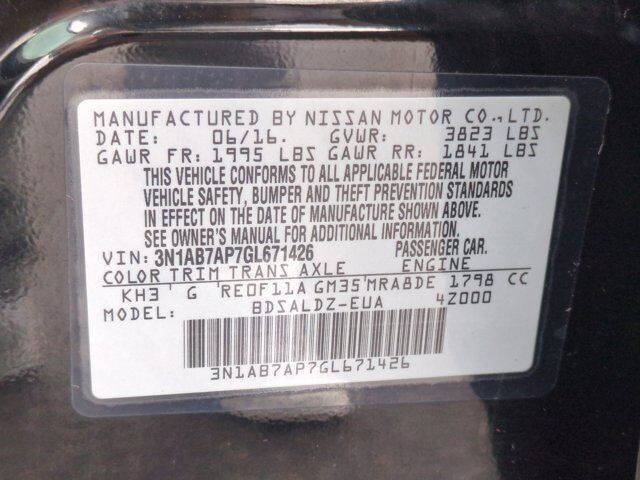 MANUFACTURED BY NISSAN MOTOR CO.,LTD.
DATE: 06/16. GVWR: 3823 LBS
GAWR FR: 1995 LBS GAWR RR: 1841 LBS
THIS VEHICLE CONFORMS TO ALL APPLICABLE FEDERAL MOTOR
VEHICLE SAFETY, BUMPER AND THEFT PREVENTION STANDARDS
IN EFFECT ON THE DATE OF MANUFACTURE SHOWN ABOVE.
SEE OWNER'S MANUAL FOR ADDITIONAL INFORMATION.
VIN: 3N1AB7AP7GL671426 PASSENGER CAR.
COLOR TRIM TRANS AXLE ENGINE
KH3 G RE0F11A GM35 MRA8DE 1798 CC
MODEL: BDSALDZ-EUA 4Z000
3N1AB7AP7GL671426